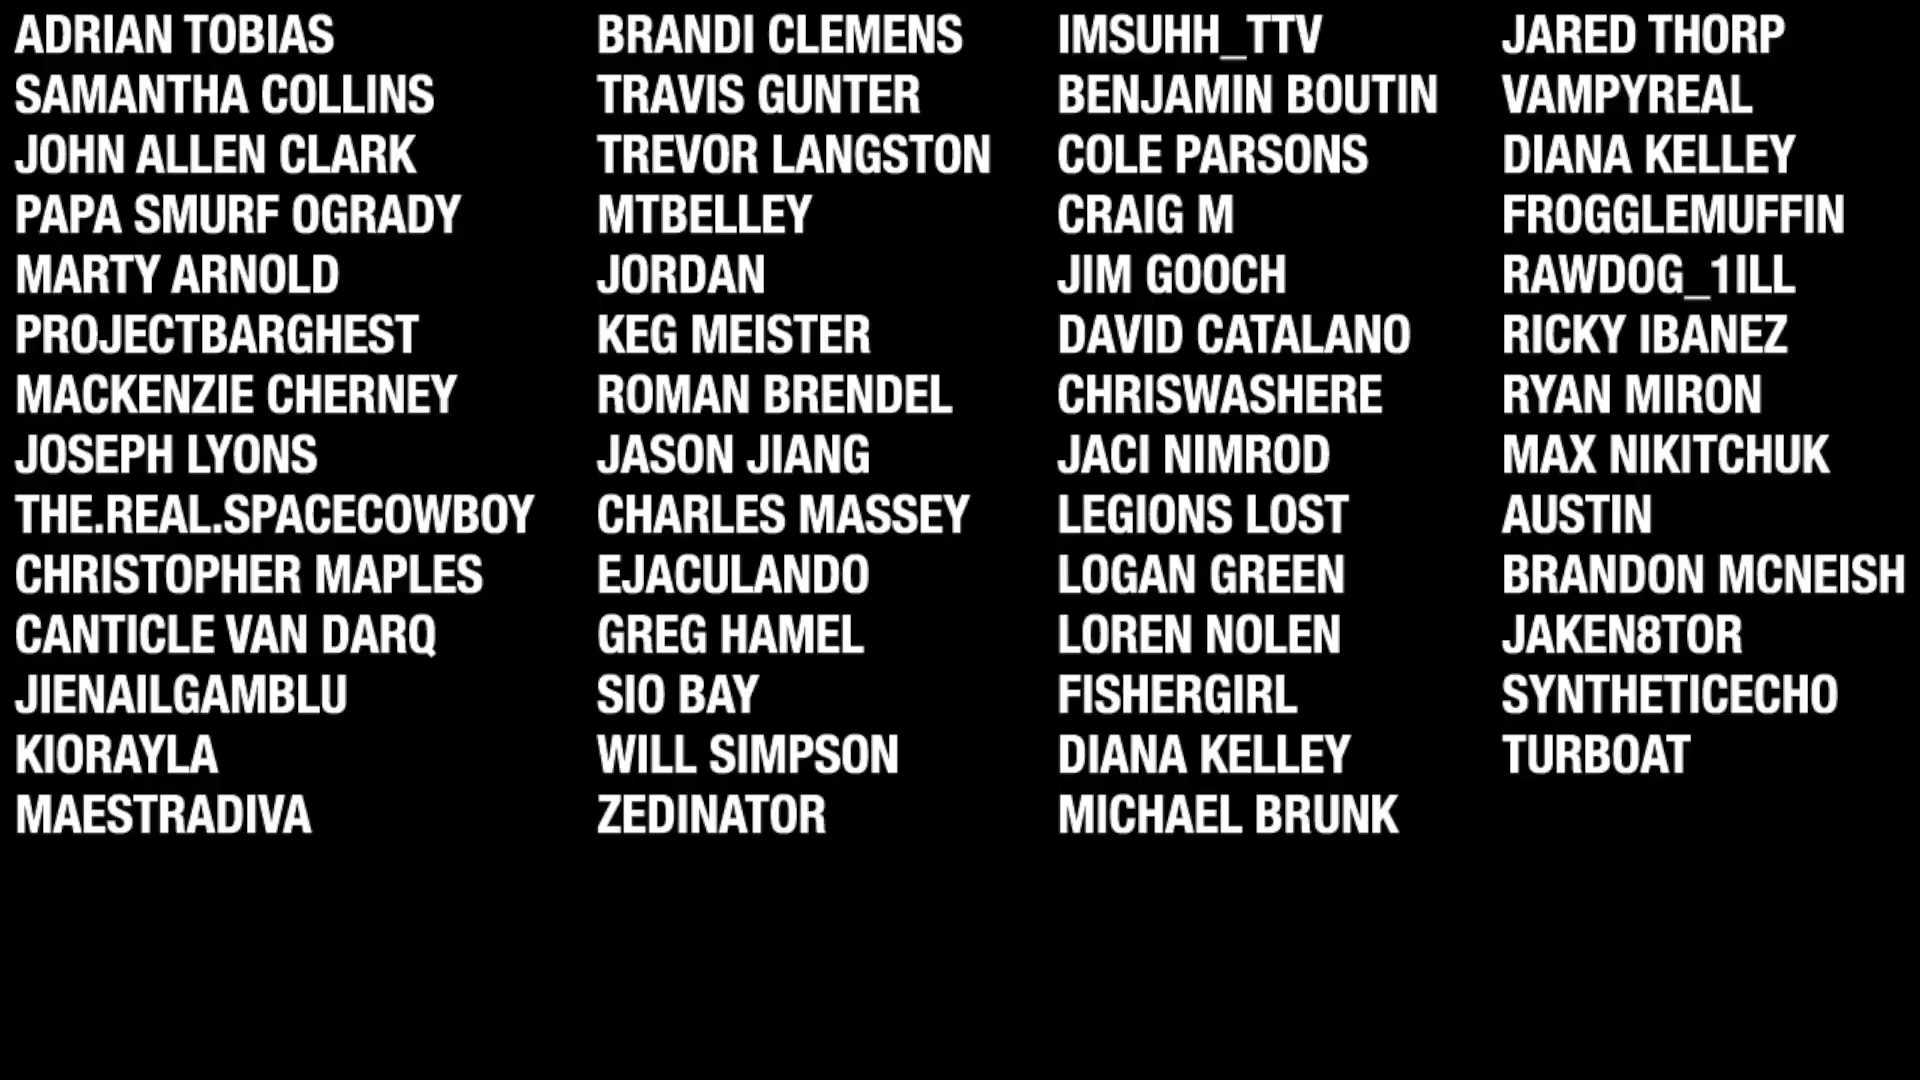 ADRIAN TOBIAS
SAMANTHA COLLINS
JOHN ALLEN CLARK
PAPA SMURF OGRADY
MARTY ARNOLD
PROJECTBARGHEST
MACKENZIE CHERNEY
JOSEPH LYONS
THE.REAL.SPACECOWBOY
CHRISTOPHER MAPLES
CANTICLE VAN DARQ
JIENAILGAMBLU
KIORAYLA
MAESTRADIVA
BRANDI CLEMENS
TRAVIS GUNTER
TREVOR LANGSTON
MTBELLEY
JORDAN
KEG MEISTER
ROMAN BRENDEL
JASON JIANG
CHARLES MASSEY
EJACULANDO
GREG HAMEL
SIO BAY
WILL SIMPSON
ZEDINATOR
IMSUHH_TTV
BENJAMIN BOUTIN
COLE PARSONS
CRAIG M
JIM GOOCH
DAVID CATALANO
CHRISWASHERE
JACI NIMROD
LEGIONS LOST
LOGAN GREEN
LOREN NOLEN
FISHERGIRL
DIANA KELLEY
MICHAEL BRUNK
JARED THORP
VAMPYREAL
DIANA KELLEY
FROGGLEMUFFIN
RAWDOG_1ILL
RICKY IBANEZ
RYAN MIRON
MAX NIKITCHUK
AUSTIN
BRANDON MCNEISH
JAKEN8TOR
SYNTHETICECHO
TURBOAT